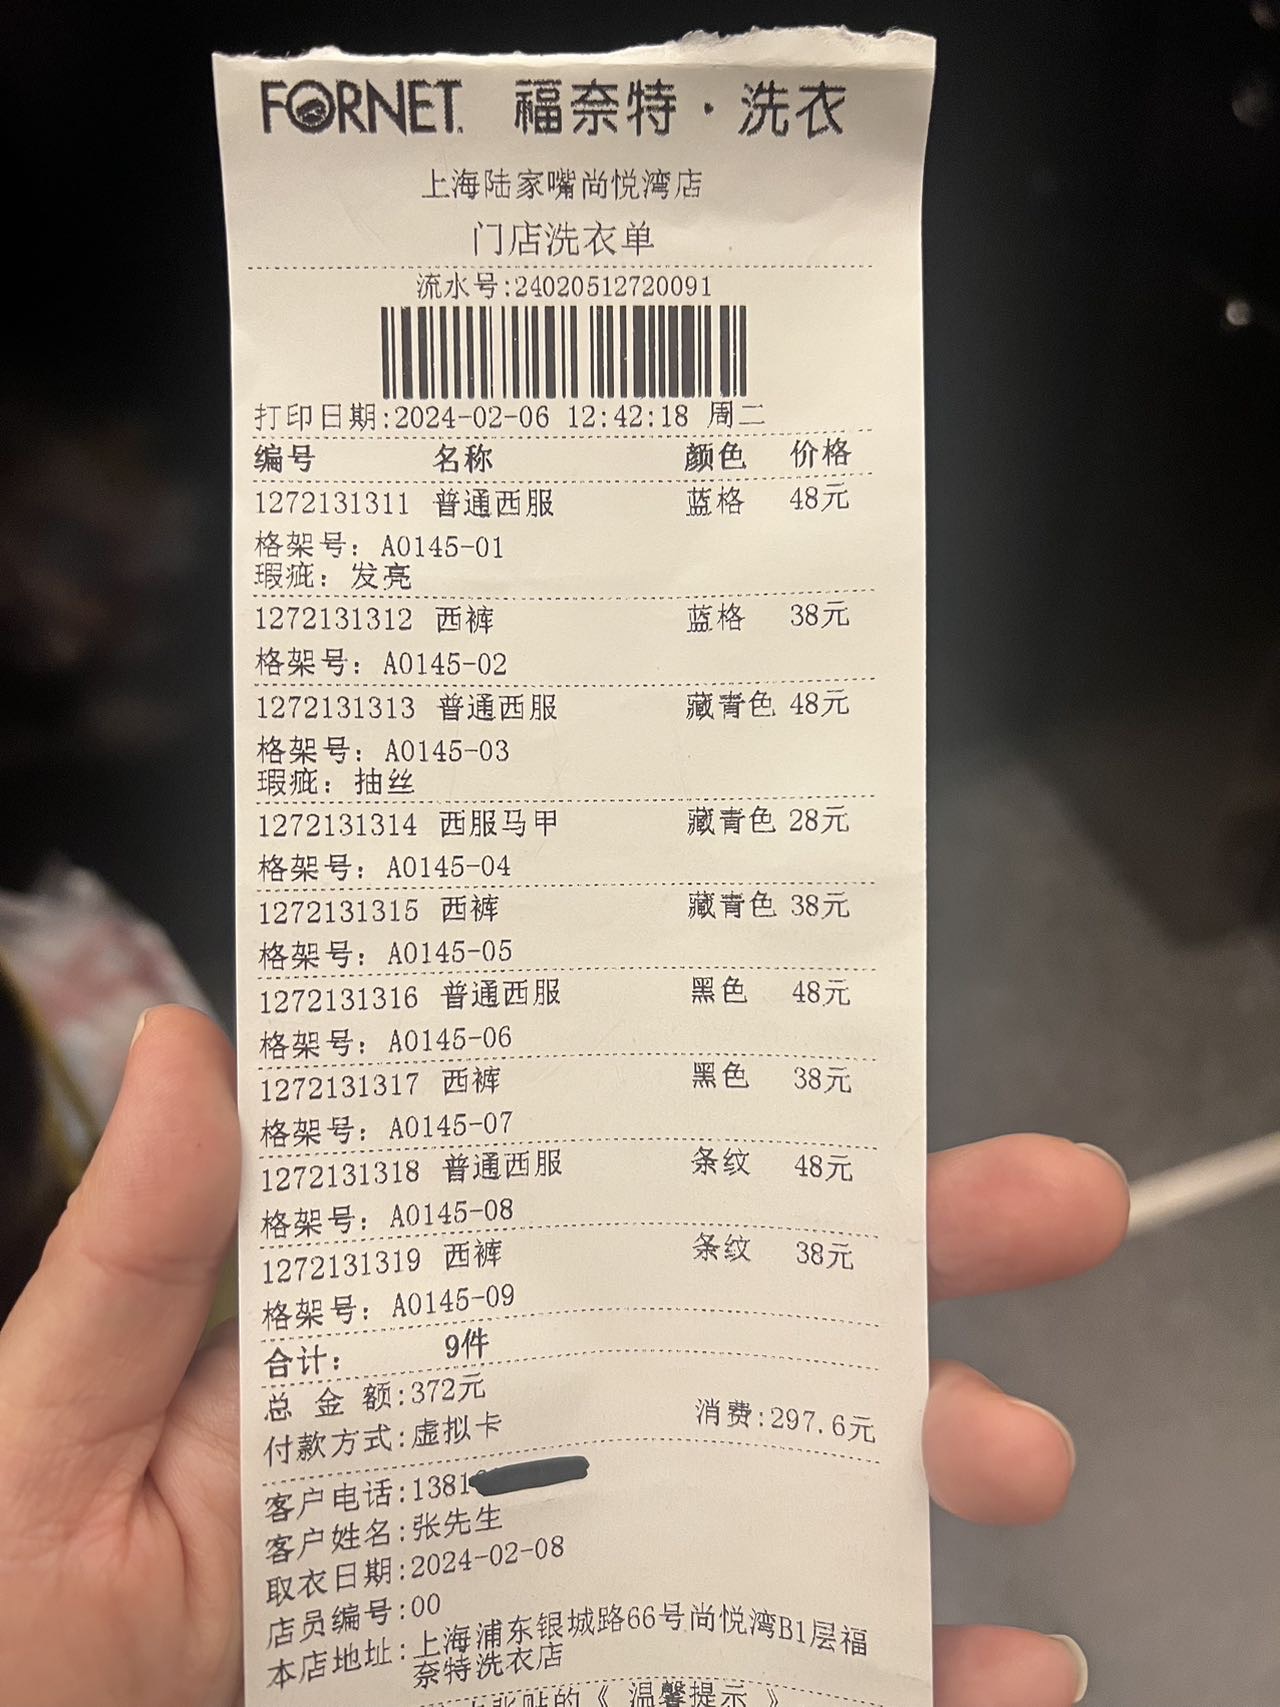 FORNET 福奈特·洗衣
上海陆家嘴尚悦湾店
门店洗衣单
流水号:24020512720091
打印日期:2024-02-06 12:42:18 周二
编号 名称 颜色 价格
1272131311 普通西服 蓝格 48元
格架号: A0145-01
瑕疵: 发亮
1272131312 西裤 蓝格 38元
格架号: A0145-02
1272131313 普通西服 藏青色 48元
格架号: A0145-03
瑕疵: 抽丝
1272131314 西服马甲 藏青色 28元
格架号: A0145-04
1272131315 西裤 藏青色 38元
格架号: A0145-05
1272131316 普通西服 黑色 48元
格架号: A0145-06
1272131317 西裤 黑色 38元
格架号: A0145-07
1272131318 普通西服 条纹 48元
格架号: A0145-08
1272131319 西裤 条纹 38元
格架号: A0145-09
合计: 9件
总 金 额:372元
付款方式:虚拟卡 消费:297.6元
客户电话:1381
客户姓名:张先生
取衣日期:2024-02-08
店员编号:00
本店地址:上海浦东银城路66号尚悦湾B1层福
奈特洗衣店
张贴的《 温馨提示 》